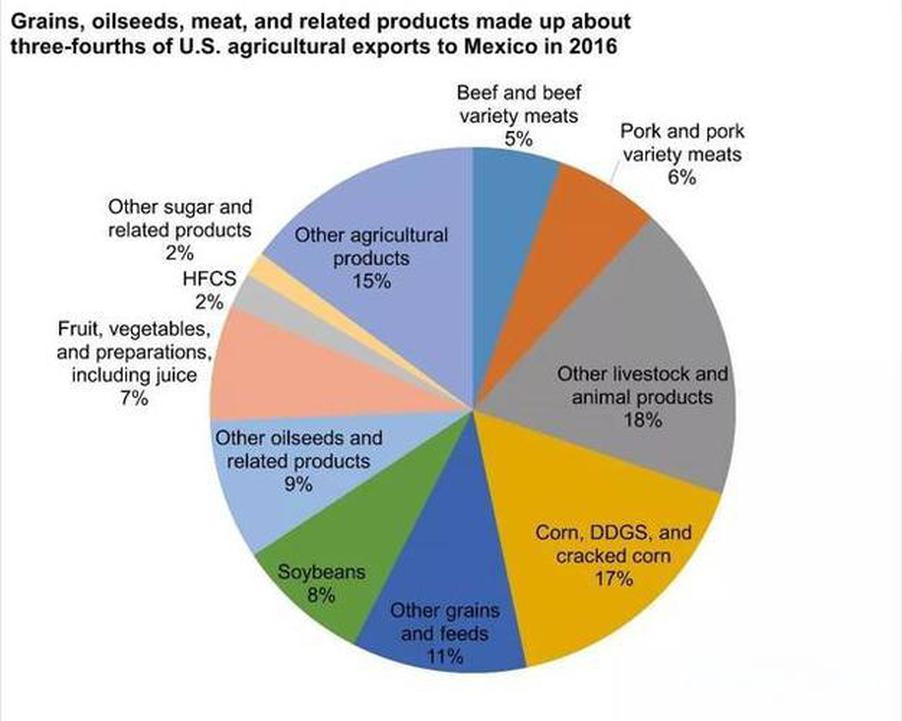 Grains, oilseeds, meat, and related products made up about
three-fourths of U.S. agricultural exports to Mexico in 2016
Beef and beef
variety meats
5%
Pork and pork
variety meats
6%
Other livestock and
animal products
18%
Corn, DDGS, and
cracked corn
17%
Other grains
and feeds
11%
Soybeans
8%
Other oilseeds and
related products
9%
Fruit, vegetables,
and preparations,
including juice
7%
HFCS
2%
Other sugar and
related products
2%
Other agricultural
products
15%